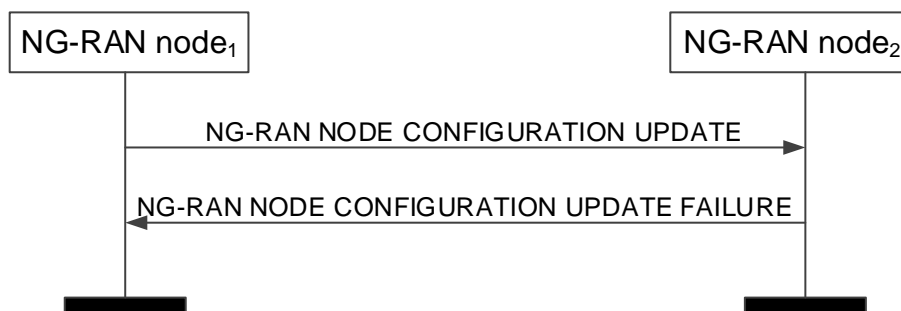 NG-RAN node₁
NG-RAN node₂
NG-RAN NODE CONFIGURATION UPDATE
NG-RAN NODE CONFIGURATION UPDATE FAILURE